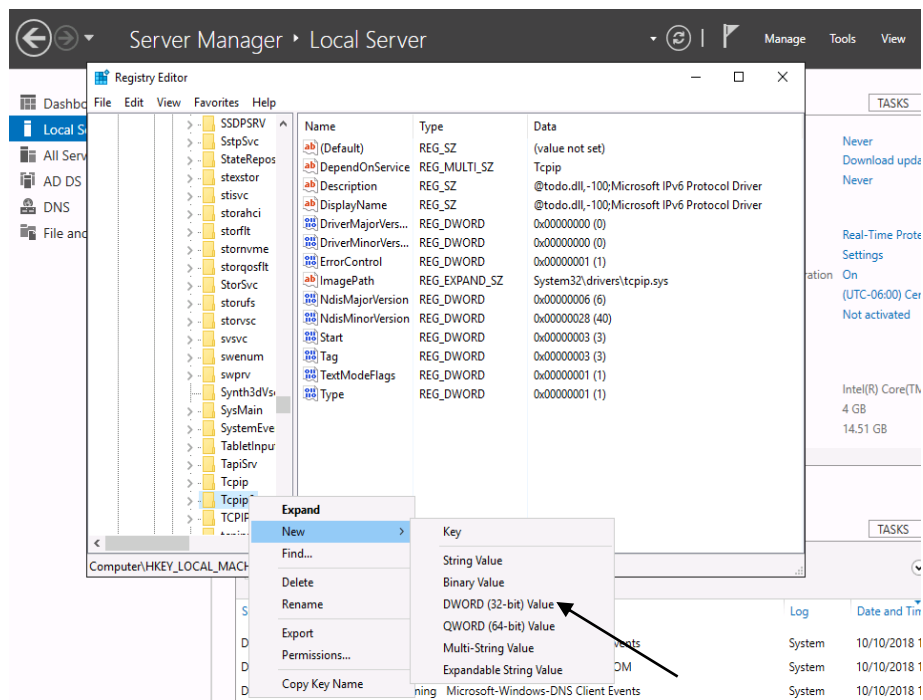 Server Manager ‣ Local Server
Manage Tools View
Registry Editor
File Edit View Favorites Help
Dashbo
Local S
All Serv
AD DS
DNS
File and
SSDPSRV
SstpSvc
StateRepos
stexstor
stisvc
storahci
storflt
stornvme
storqosflt
StorSvc
storufs
storvsc
svsvc
swenum
swprv
Synth3dVs
SysMain
SystemEve
TabletInpu
TapiSrv
Tcpip
TCPIP
Name Type Data
(Default) REG_SZ (value not set)
DependOnService REG_MULTI_SZ Tcpip
Description REG_SZ @todo.dll,-100;Microsoft IPv6 Protocol Driver
DisplayName REG_SZ @todo.dll,-100;Microsoft IPv6 Protocol Driver
DriverMajorVers... REG_DWORD 0x00000000 (0)
DriverMinorVers... REG_DWORD 0x00000000 (0)
ErrorControl REG_DWORD 0x00000001 (1)
ImagePath REG_EXPAND_SZ System32\drivers\tcpip.sys
NdisMajorVersion REG_DWORD 0x00000006 (6)
NdisMinorVersion REG_DWORD 0x00000028 (40)
Start REG_DWORD 0x00000003 (3)
Tag REG_DWORD 0x00000003 (3)
TextModeFlags REG_DWORD 0x00000001 (1)
Type REG_DWORD 0x00000001 (1)
Computer\HKEY_LOCAL_MACH
Expand
New
Find...
Delete
Rename
Export
Permissions...
Copy Key Name
Key
String Value
Binary Value
DWORD (32-bit) Value
QWORD (64-bit) Value
Multi-String Value
Expandable String Value
TASKS
Never
Download upda
Never
Real-Time Prote
Settings
ration On
(UTC-06:00) Cer
Not activated
Intel(R) Core(TM
4 GB
14.51 GB
TASKS
Log Date and Tim
vents System 10/10/2018 1
OM System 10/10/2018 1
ning Microsoft-Windows-DNS Client Events System 10/10/2018 1